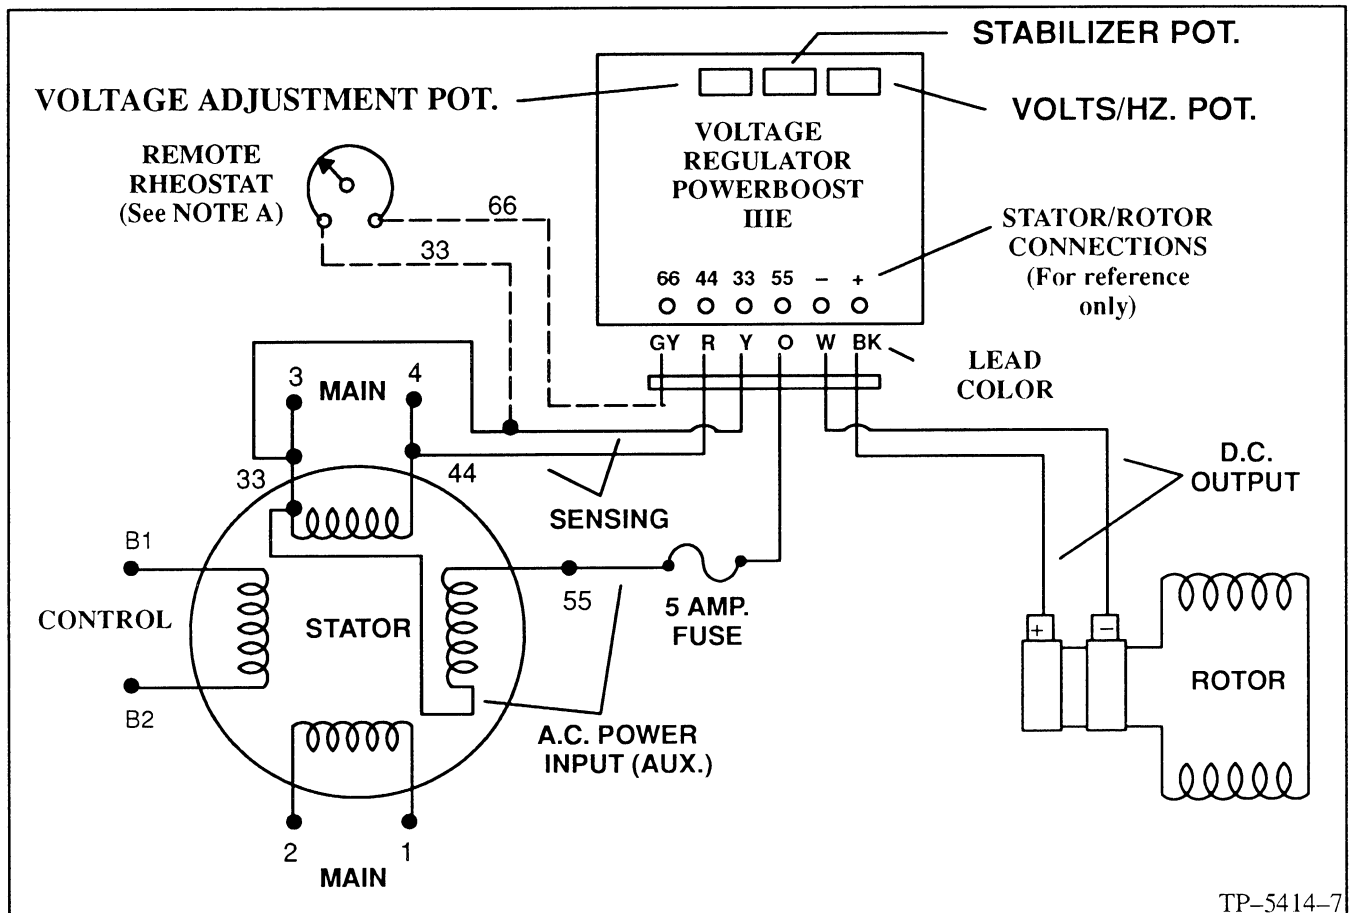 STABILIZER POT.
VOLTAGE ADJUSTMENT POT.
VOLTS/HZ. POT.
VOLTAGE
REGULATOR
POWERBOOST
IIIE
REMOTE
RHEOSTAT
(See NOTE A)
66
33
STATOR/ROTOR
CONNECTIONS
(For reference
only)
66 44 33 55 – +
GY R Y O W BK
LEAD
COLOR
3 MAIN 4
33
44
SENSING
D.C.
OUTPUT
B1
CONTROL
B2
STATOR
55
5 AMP.
FUSE
+ –
ROTOR
A.C. POWER
INPUT (AUX.)
2 1
MAIN
TP–5414–7